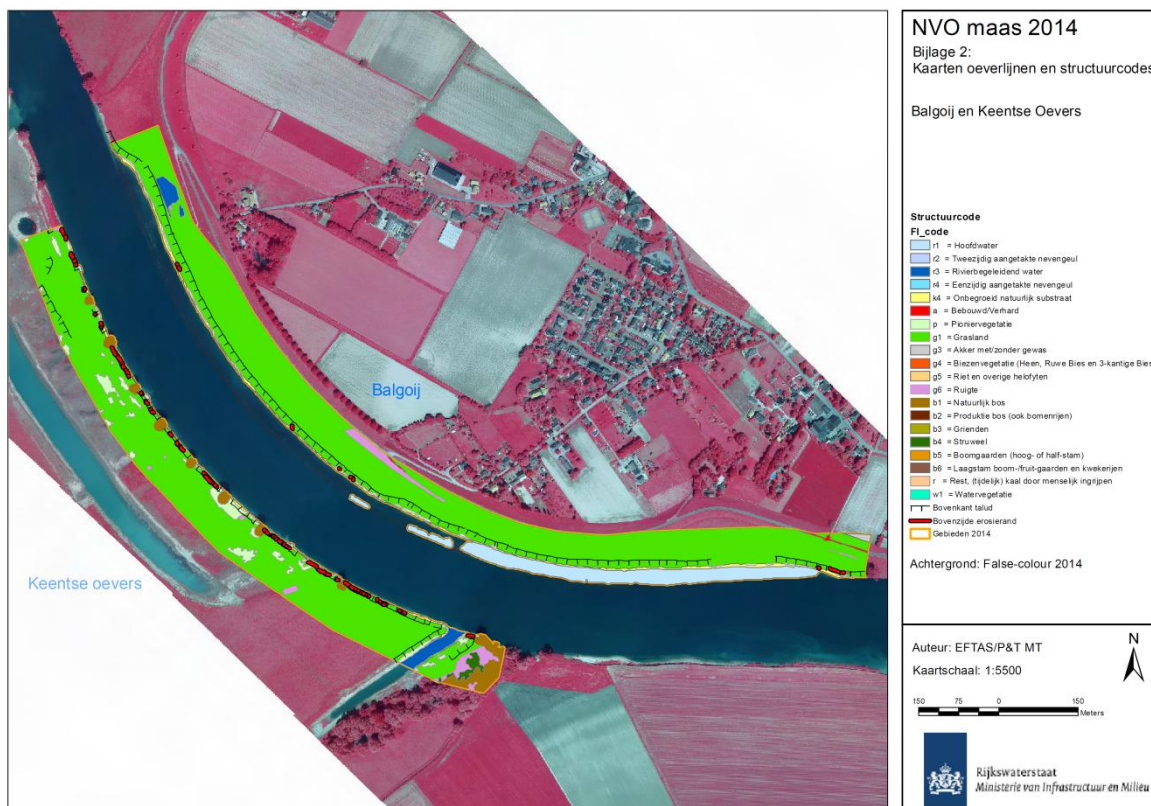 NVO maas 2014
Bijlage 2:
Kaarten oeverlijnen en structuurcodes
Balgoij en Keentse Oevers
Structuurcode
Fl_code
r1 = Hoofdwater
r2 = Tweezijdig aangetakte nevengeul
r3 = Rivierbegeleidend water
r4 = Eenzijdig aangetakte nevengeul
k4 = Onbegroeid natuurlijk substraat
a = Bebouwd/Verhard
p = Pioniervegetatie
g1 = Grasland
g3 = Akker met/zonder gewas
g4 = Biezenvegetatie (Heen, Ruwe Bies en 3-kantige Bies
g5 = Riet en overige helofyten
g6 = Ruigte
b1 = Natuurlijk bos
b2 = Produktie bos (ook bomenrijen)
b3 = Grienden
b4 = Struweel
b5 = Boomgaarden (hoog- of half-stam)
b6 = Laagstam boom-/fruit-gaarden en kwekerijen
r = Rest, (tijdelijk) kaal door menselijk ingrijpen
w1 = Watervegetatie
Bovenkant talud
Bovenzijde erosierand
Gebieden 2014
Achtergrond: False-colour 2014
Balgoij
Keentse oevers
Auteur: EFTAS/P&T MT
Kaartschaal: 1:5500
N
150 75 0 150
Meters
Rijkswaterstaat
Ministerie van Infrastructuur en Milieu